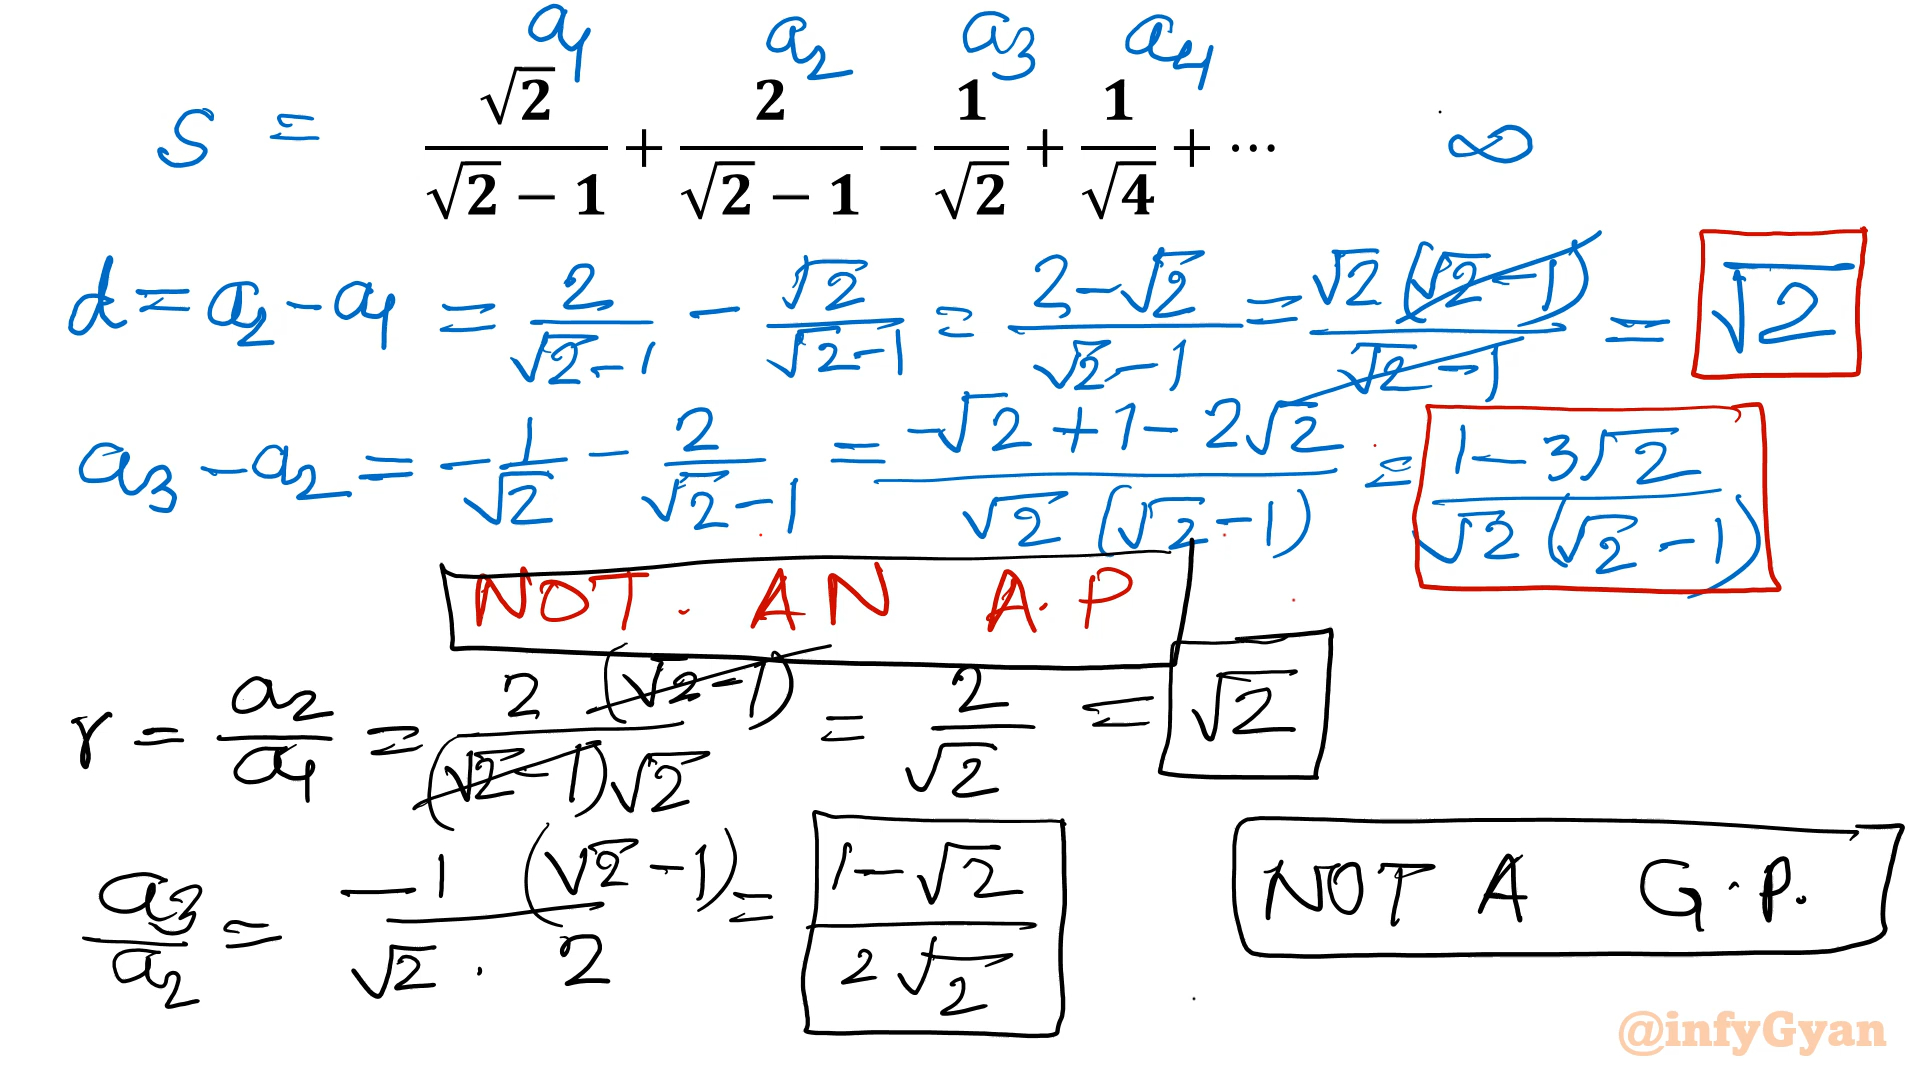 a₁ a₂ a₃ a₄
S = √2/(√2 − 1) + 2/(√2 − 1) − 1/√2 + 1/√4 + ⋯ ∞
d = a₂ − a₁ = 2/(√2 − 1) − √2/(√2 − 1) = (2 − √2)/(√2 − 1) = √2(√2 − 1)/(√2 − 1) = √2
a₃ − a₂ = −1/√2 − 2/(√2 − 1) = (−√2 + 1 − 2√2)/(√2(√2 − 1)) = (1 − 3√2)/(√2(√2 − 1))
NOT. AN A.P
r = a₂/a₁ = 2(√2 − 1)/((√2 − 1)√2) = 2/√2 = √2
a₃/a₂ = −1(√2 − 1)/(√2 . 2) = (1 − √2)/(2√2) NOT A G.P.
@infyGyan